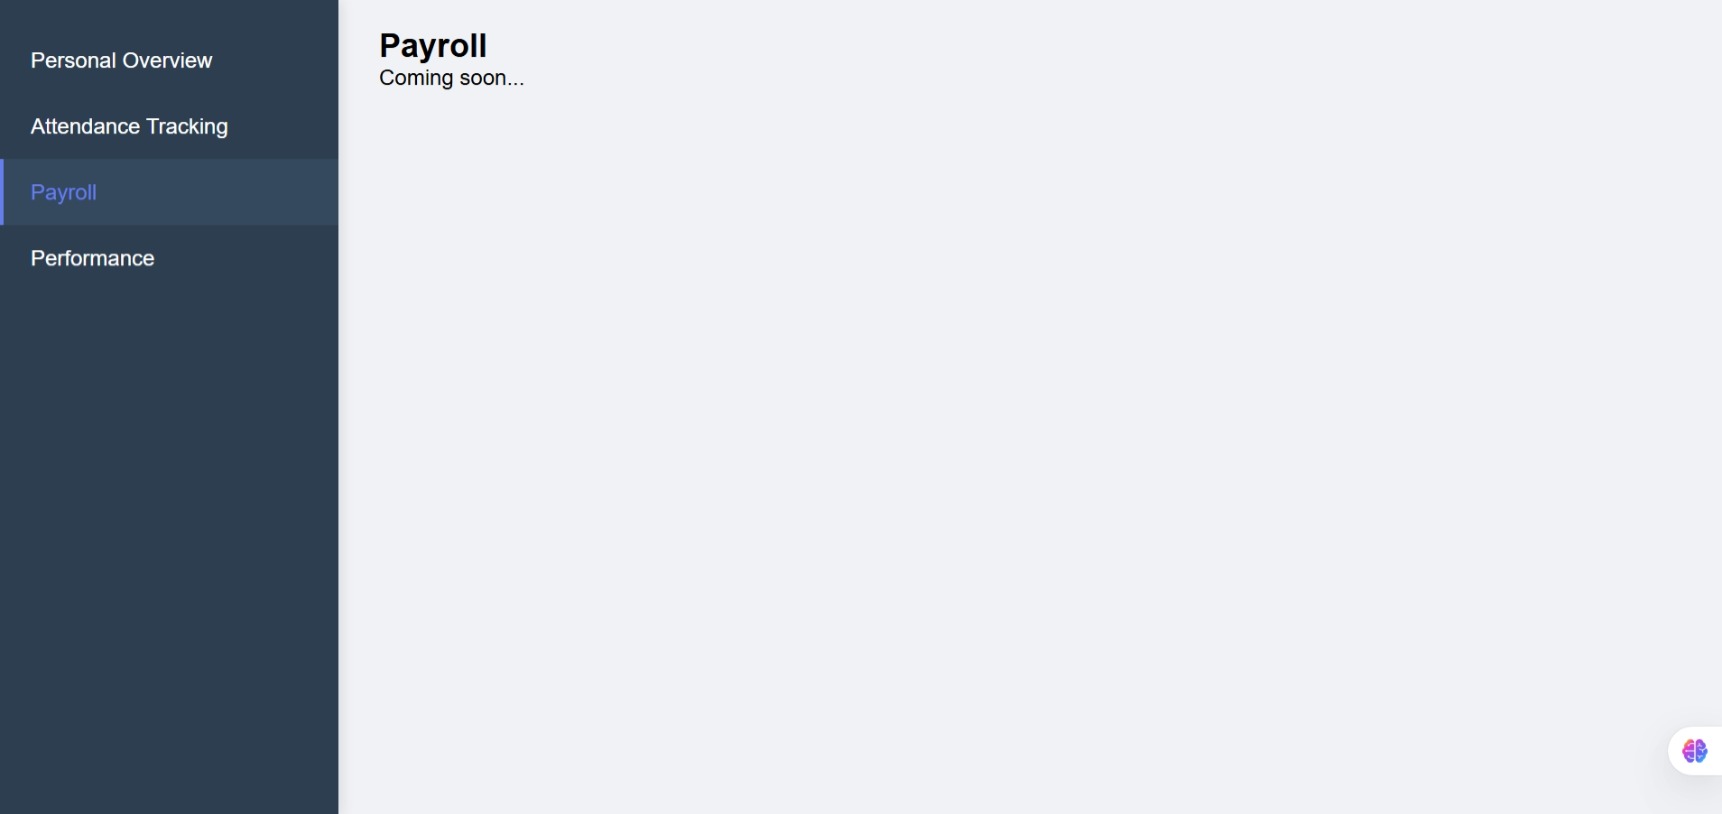 Personal Overview
Attendance Tracking
Payroll
Performance
Payroll
Coming soon...